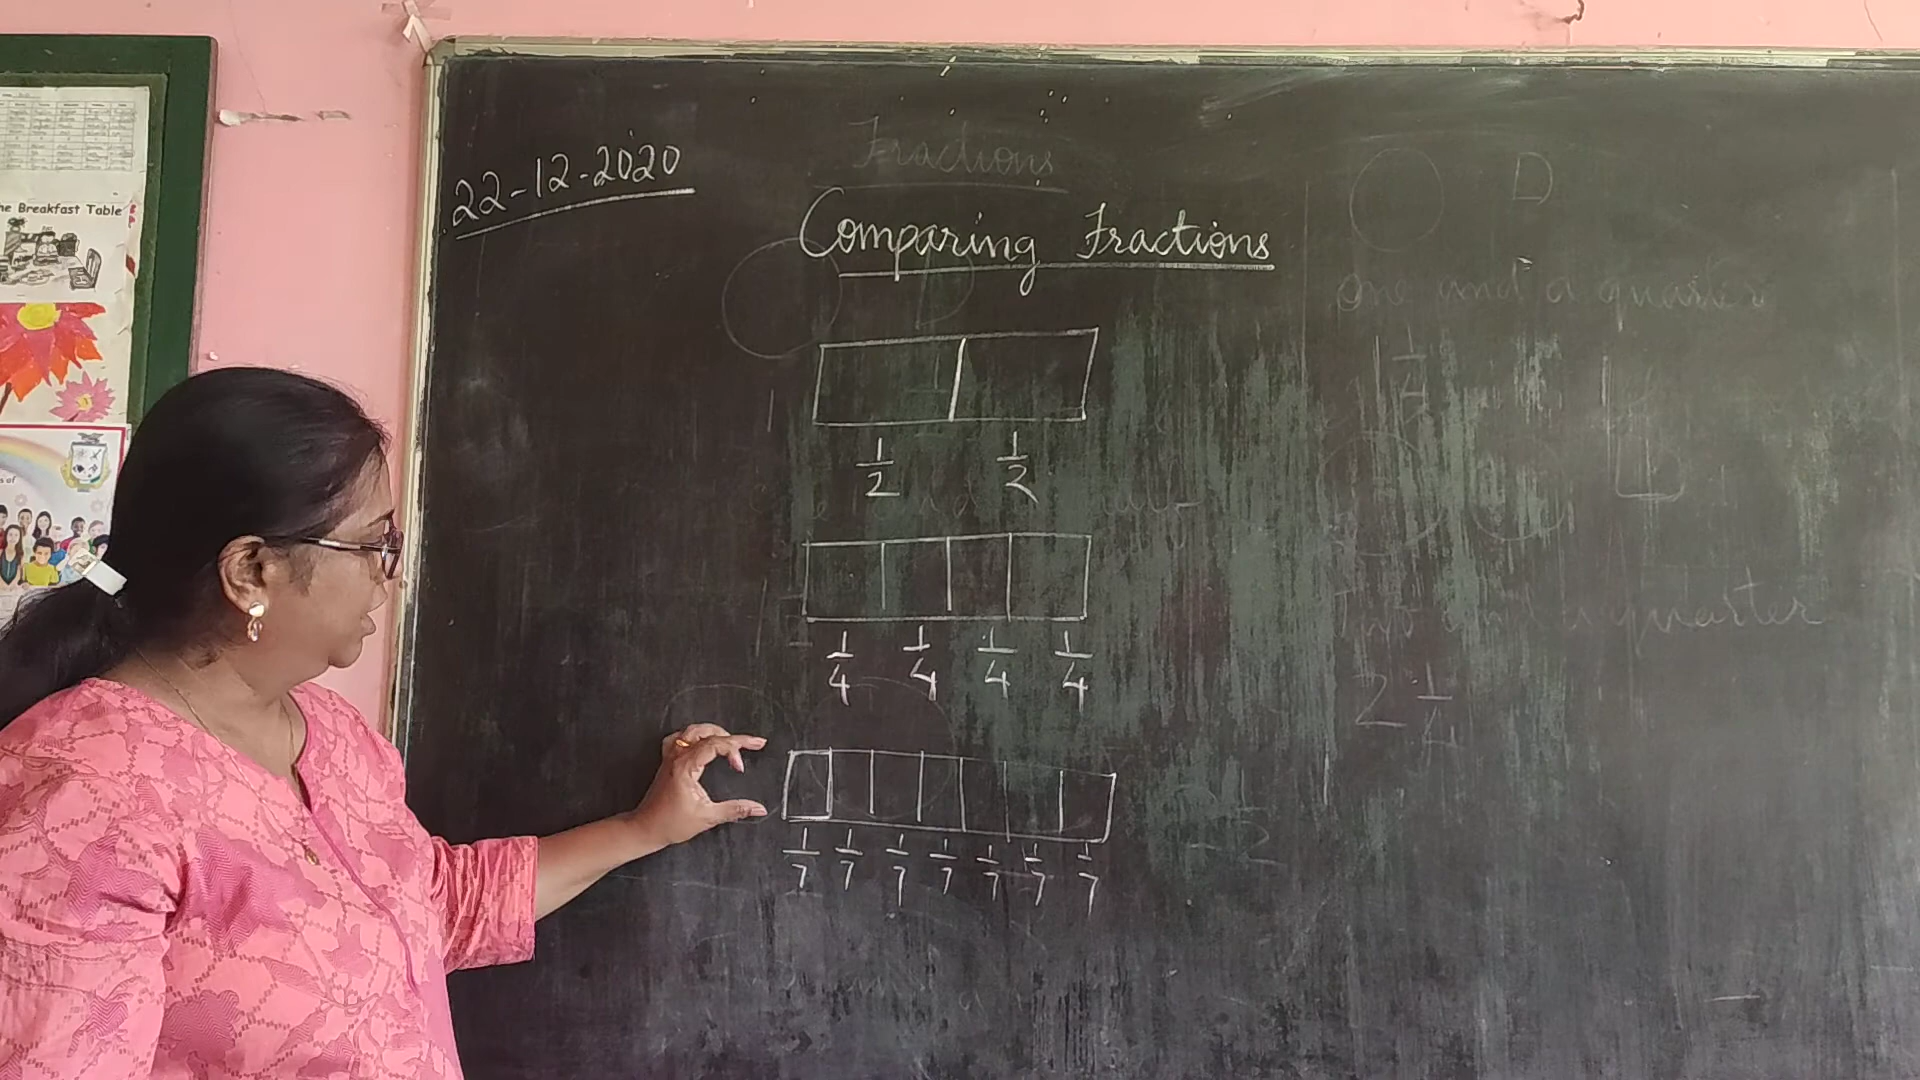 he Breakfast Table
s of
22-12-2020
Fractions
Comparing Fractions
1/2 1/2
1/4 1/4 1/4 1/4
1/7 1/7 1/7 1/7 1/7 1/7 1/7
one and a quarter
1 1/4
Two and a quarter
2 1/4